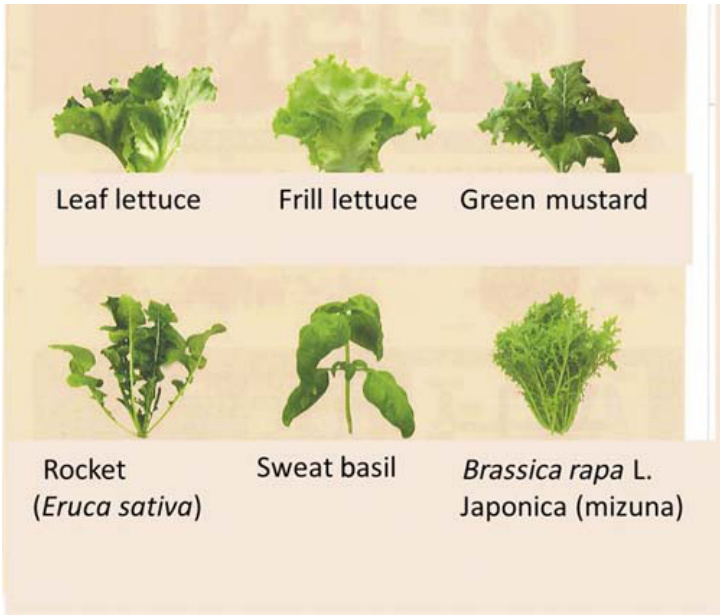 Leaf lettuce
Frill lettuce
Green mustard
Rocket
(Eruca sativa)
Sweat basil
Brassica rapa L.
Japonica (mizuna)